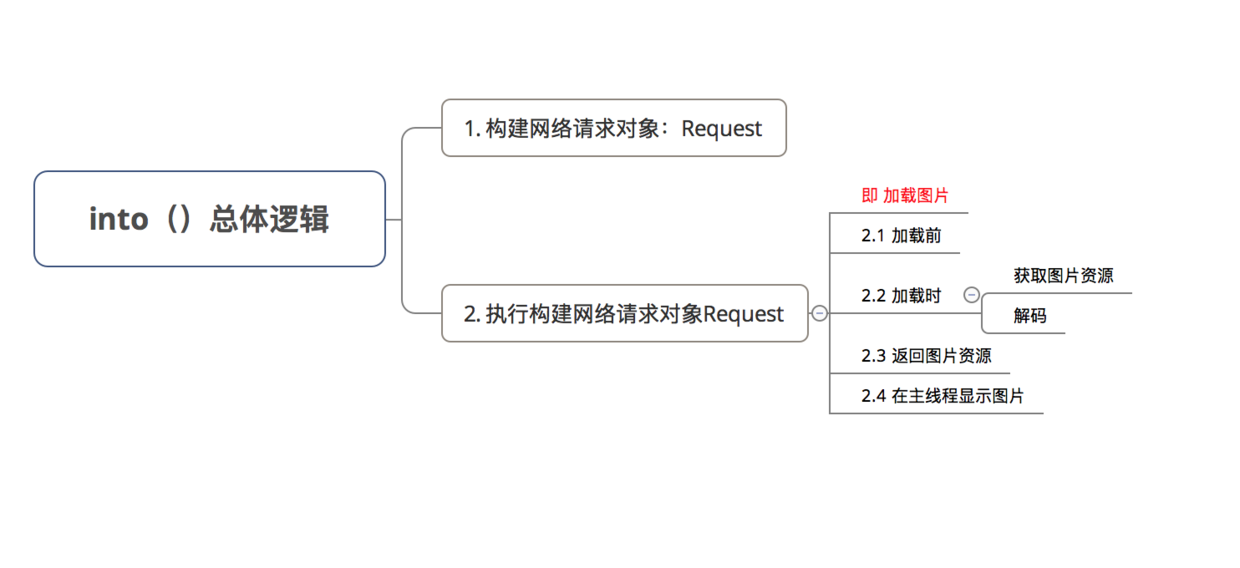 into（）总体逻辑
1. 构建网络请求对象：Request
2. 执行构建网络请求对象Request
即 加载图片
2.1 加载前
2.2 加载时
获取图片资源
解码
2.3 返回图片资源
2.4 在主线程显示图片